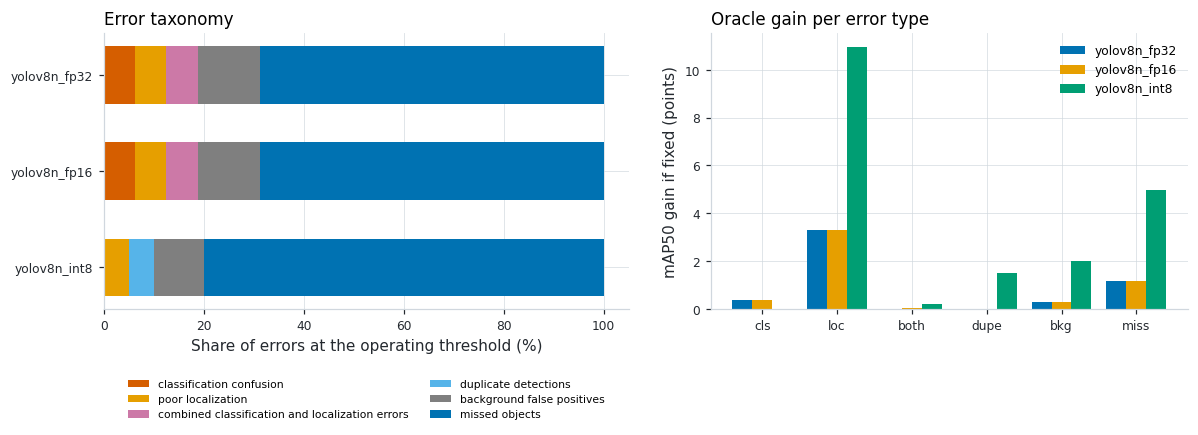 Error taxonomy
yolov8n_fp32
yolov8n_fp16
yolov8n_int8
0 20 40 60 80 100
Share of errors at the operating threshold (%)
classification confusion
poor localization
combined classification and localization errors
duplicate detections
background false positives
missed objects
Oracle gain per error type
mAP50 gain if fixed (points)
10
8
6
4
2
0
yolov8n_fp32
yolov8n_fp16
yolov8n_int8
cls loc both dupe bkg miss